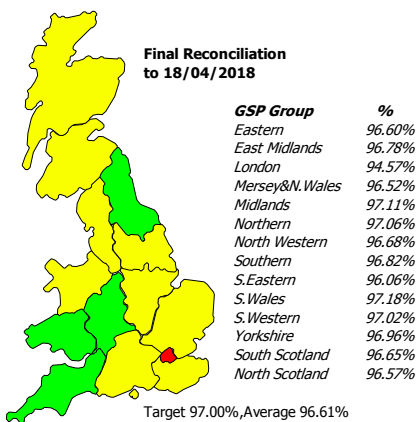 Final Reconciliation
to 18/04/2018
GSP Group %
Eastern 96.60%
East Midlands 96.78%
London 94.57%
Mersey&N.Wales 96.52%
Midlands 97.11%
Northern 97.06%
North Western 96.68%
Southern 96.82%
S.Eastern 96.06%
S.Wales 97.18%
S.Western 97.02%
Yorkshire 96.96%
South Scotland 96.65%
North Scotland 96.57%
Target 97.00%,Average 96.61%